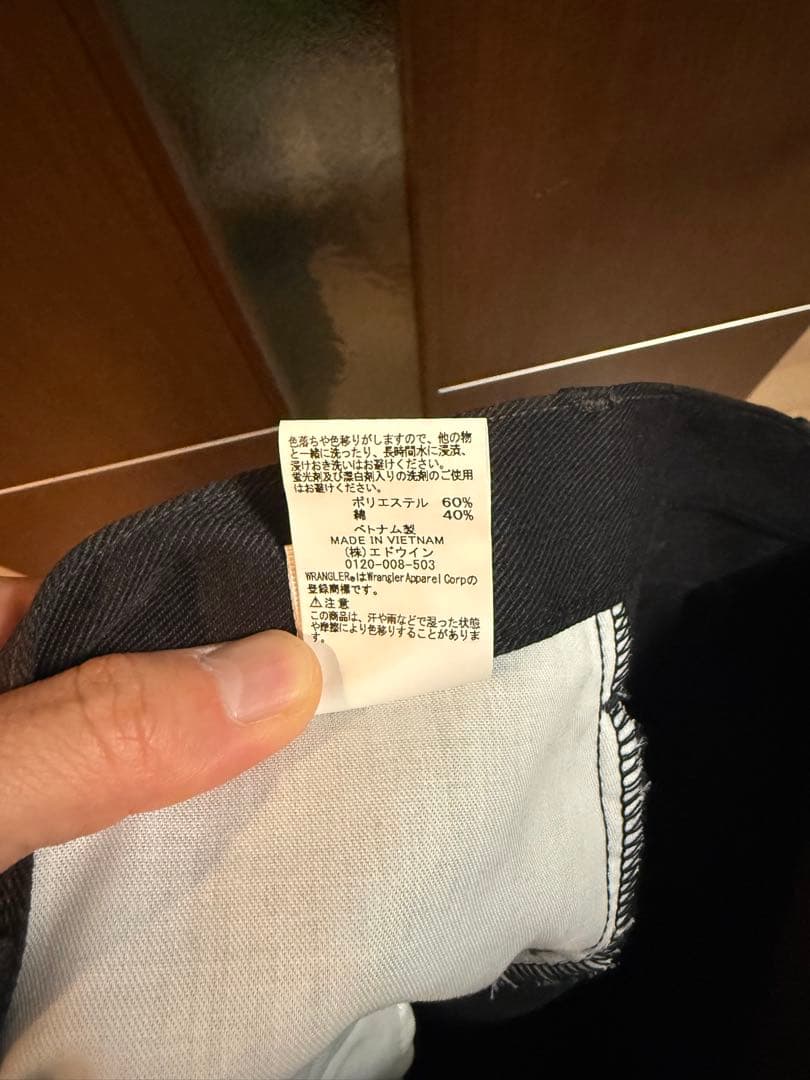 色落ちや色移りがしますので、他の物
と一緒に洗ったり、長時間水に浸漬、
浸けおき洗いはお避けください。
蛍光剤及び漂白剤入りの洗剤のご使用
はお避けください。
ポリエステル 60%
綿 40%
ベトナム製
MADE IN VIETNAM
(株)エドウイン
0120-008-503
WRANGLER®はWrangler Apparel Corpの
登録商標です。
⚠注意
この商品は、汗や雨などで湿った状態
や摩擦により色移りすることがありま
す。